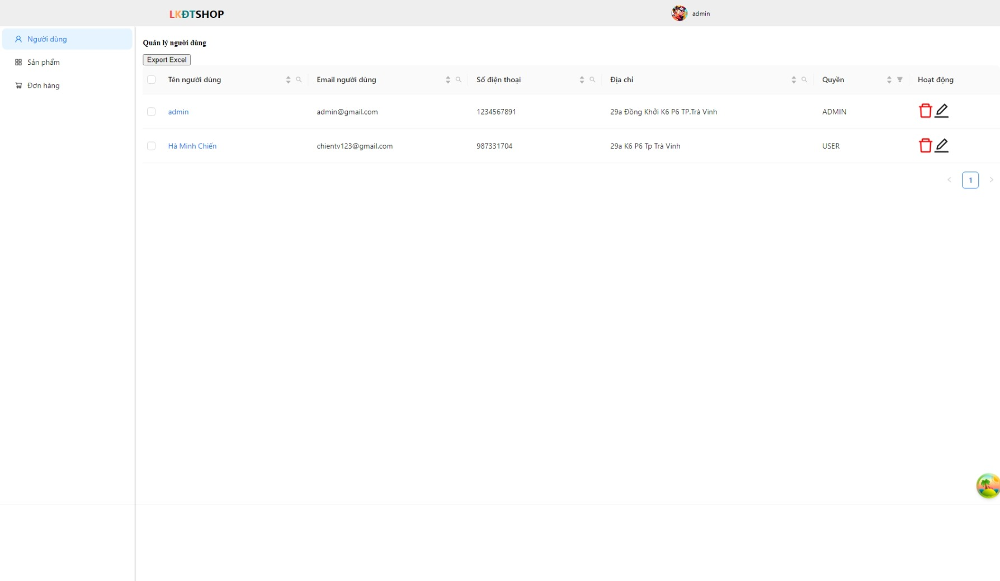 LKĐTSHOP
admin
Người dùng
Sản phẩm
Đơn hàng
Quản lý người dùng
Export Excel
Tên người dùng Email người dùng Số điện thoại Địa chỉ Quyền Hoạt động
admin admin@gmail.com 1234567891 29a Đồng Khởi K6 P6 TP.Trà Vinh ADMIN
Hà Minh Chiến chientv123@gmail.com 987331704 29a K6 P6 Tp Trà Vinh USER
1